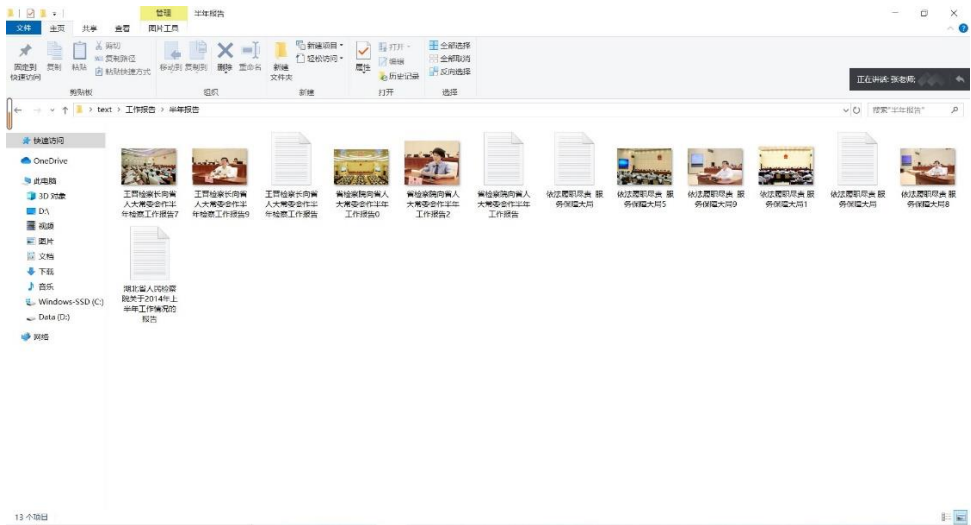 管理 半年报告
文件 主页 共享 查看 图片工具
固定到
快速访问
复制
粘贴
剪切
复制路径
粘贴快捷方式
移动到 复制到 删除 重命名
新建
文件夹
新建项目
轻松访问
属性
打开
编辑
历史记录
全部选择
全部取消
反向选择
剪贴板 组织 新建 打开 选择
正在讲话: 张老师;
text 工作报告 半年报告
搜索"半年报告"
快速访问
OneDrive
此电脑
3D 对象
D:\
视频
图片
文档
下载
音乐
Windows-SSD (C:)
Data (D:)
网络
王晋检察长向省
人大常委会作半
年检察工作报告7
王晋检察长向省
人大常委会作半
年检察工作报告9
王晋检察长向省
人大常委会作半
年检察工作报告
省检察院向省人
大常委会作半年
工作报告0
省检察院向省人
大常委会作半年
工作报告2
省检察院向省人
大常委会作半年
工作报告
依法履职尽责 服
务保障大局
依法履职尽责 服
务保障大局5
依法履职尽责 服
务保障大局9
依法履职尽责 服
务保障大局1
依法履职尽责 服
务保障大局
依法履职尽责 服
务保障大局8
湖北省人民检察
院关于2014年上
半年工作情况的
报告
13 个项目